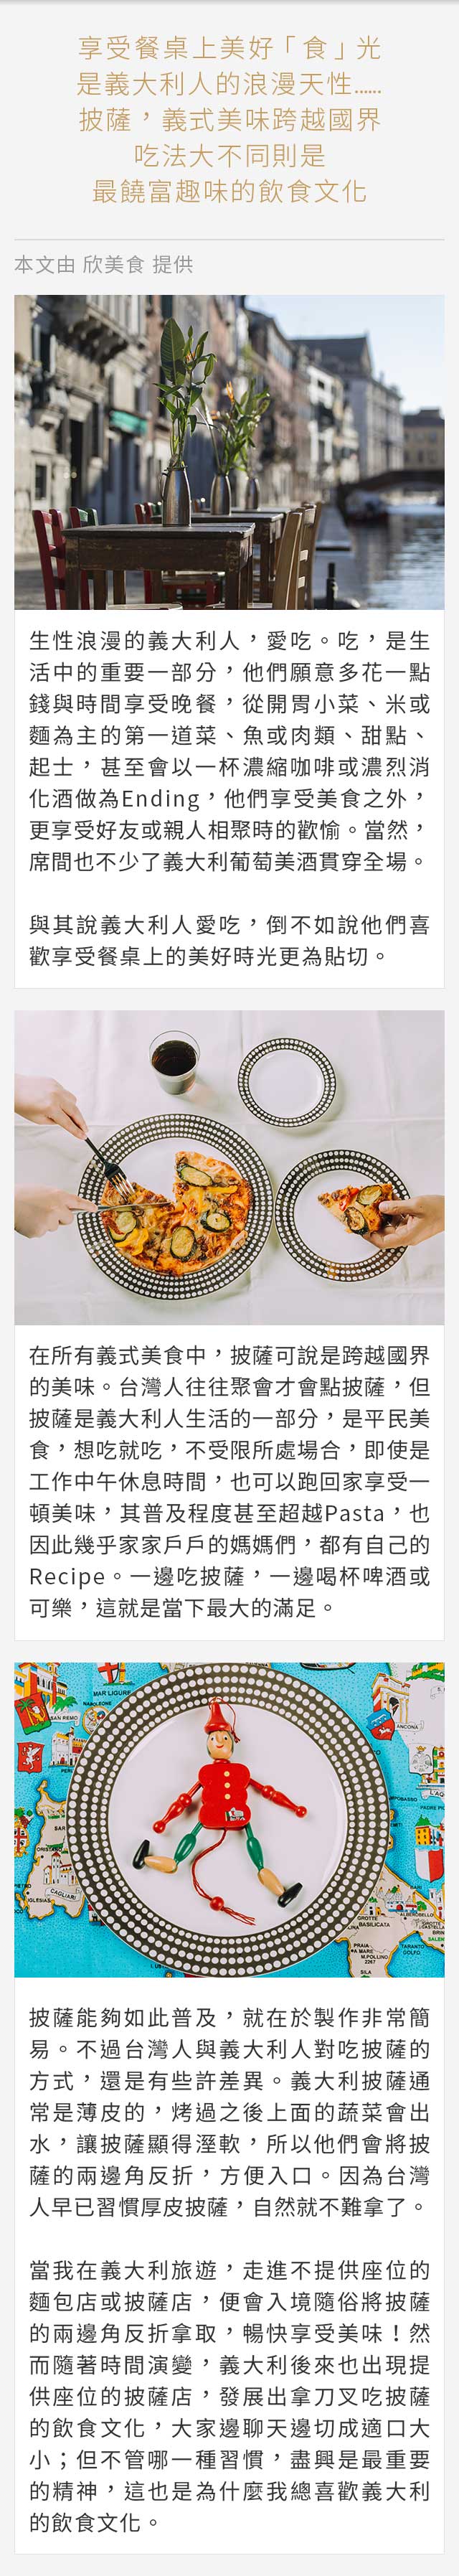 享受餐桌上美好「食」光
是義大利人的浪漫天性……
披薩，義式美味跨越國界
吃法大不同則是
最饒富趣味的飲食文化
本文由 欣美食 提供
生性浪漫的義大利人，愛吃。吃，是生
活中的重要一部分，他們願意多花一點
錢與時間享受晚餐，從開胃小菜、米或
麵為主的第一道菜、魚或肉類、甜點、
起士，甚至會以一杯濃縮咖啡或濃烈消
化酒做為Ending，他們享受美食之外，
更享受好友或親人相聚時的歡愉。當然，
席間也不少了義大利葡萄美酒貫穿全場。
與其說義大利人愛吃，倒不如說他們喜
歡享受餐桌上的美好時光更為貼切。
在所有義式美食中，披薩可說是跨越國界
的美味。台灣人往往聚會才會點披薩，但
披薩是義大利人生活的一部分，是平民美
食，想吃就吃，不受限所處場合，即使是
工作中午休息時間，也可以跑回家享受一
頓美味，其普及程度甚至超越Pasta，也
因此幾乎家家戶戶的媽媽們，都有自己的
Recipe。一邊吃披薩，一邊喝杯啤酒或
可樂，這就是當下最大的滿足。
MAR LIGURE
NAPOLEONE
SAN REMO
ANCONA
CAGLIARI
IGLESIAS
GROTTE
BASILICATA
ALBEROBELLO
PRAIA
A MARE
M.POLLINO
2267
TARANTO
GOLFO
SILA
披薩能夠如此普及，就在於製作非常簡
易。不過台灣人與義大利人對吃披薩的
方式，還是有些許差異。義大利披薩通
常是薄皮的，烤過之後上面的蔬菜會出
水，讓披薩顯得溼軟，所以他們會將披
薩的兩邊角反折，方便入口。因為台灣
人早已習慣厚皮披薩，自然就不難拿了。
當我在義大利旅遊，走進不提供座位的
麵包店或披薩店，便會入境隨俗將披薩
的兩邊角反折拿取，暢快享受美味！然
而隨著時間演變，義大利後來也出現提
供座位的披薩店，發展出拿刀叉吃披薩
的飲食文化，大家邊聊天邊切成適口大
小；但不管哪一種習慣，盡興是最重要
的精神，這也是為什麼我總喜歡義大利
的飲食文化。